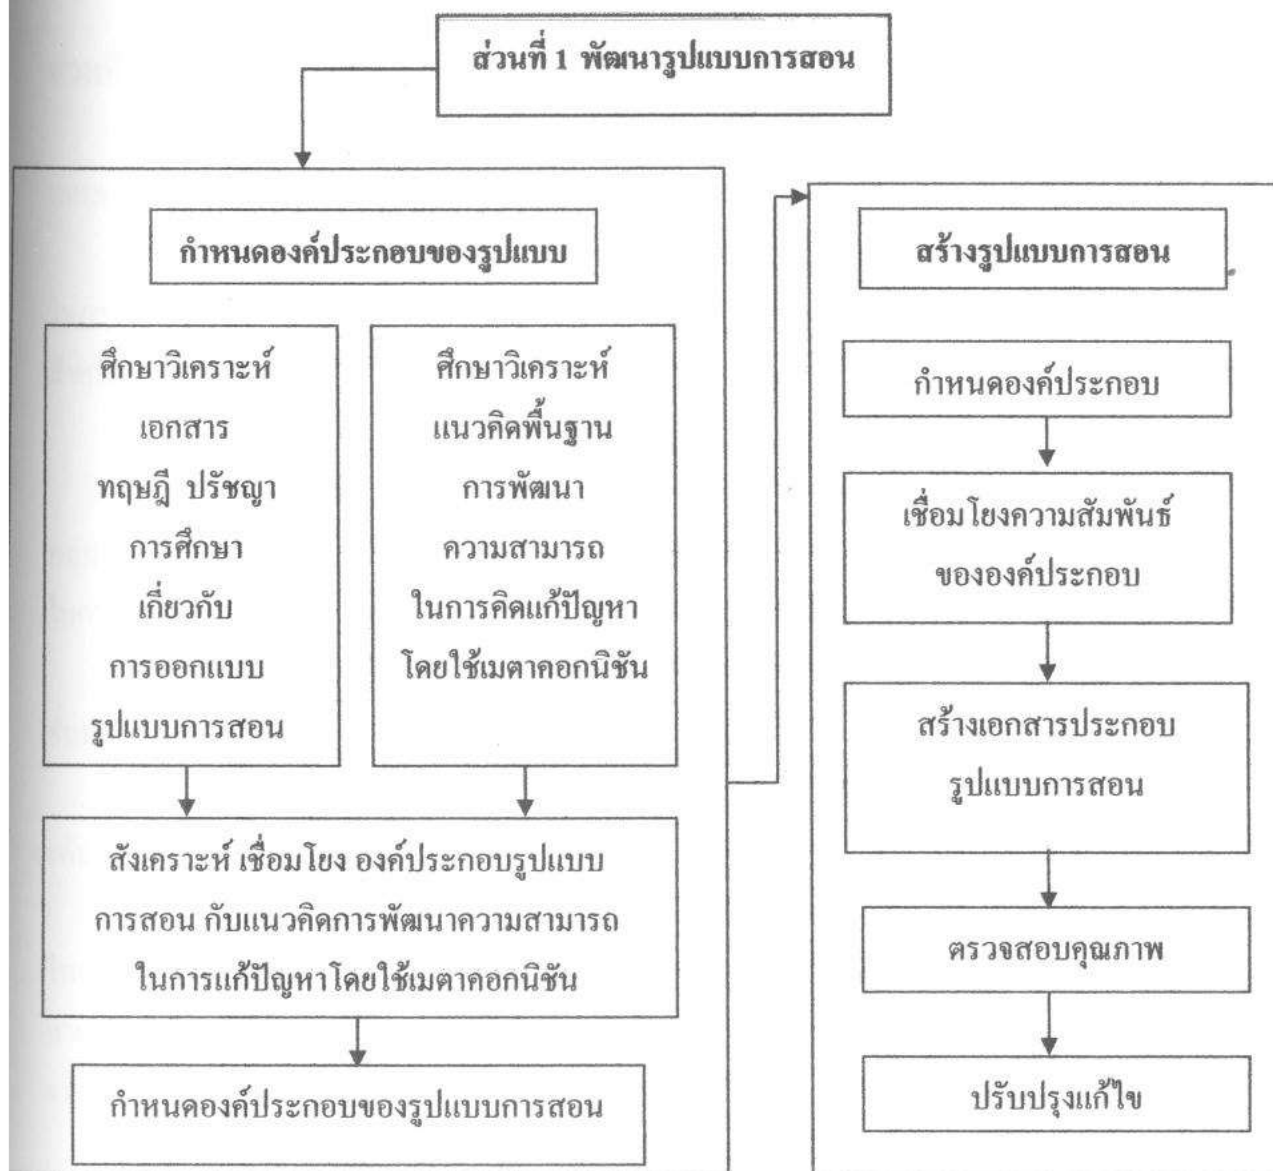 ส่วนที่ 1 พัฒนารูปแบบการสอน
กำหนดองค์ประกอบของรูปแบบ
ศึกษาวิเคราะห์
เอกสาร
ทฤษฎี ปรัชญา
การศึกษา
เกี่ยวกับ
การออกแบบ
รูปแบบการสอน
ศึกษาวิเคราะห์
แนวคิดพื้นฐาน
การพัฒนา
ความสามารถ
ในการคิดแก้ปัญหา
โดยใช้เมตาคอกนิชัน
สังเคราะห์ เชื่อมโยง องค์ประกอบรูปแบบ
การสอน กับแนวคิดการพัฒนาความสามารถ
ในการแก้ปัญหาโดยใช้เมตาคอกนิชัน
กำหนดองค์ประกอบของรูปแบบการสอน
สร้างรูปแบบการสอน
กำหนดองค์ประกอบ
เชื่อมโยงความสัมพันธ์
ขององค์ประกอบ
สร้างเอกสารประกอบ
รูปแบบการสอน
ตรวจสอบคุณภาพ
ปรับปรุงแก้ไข